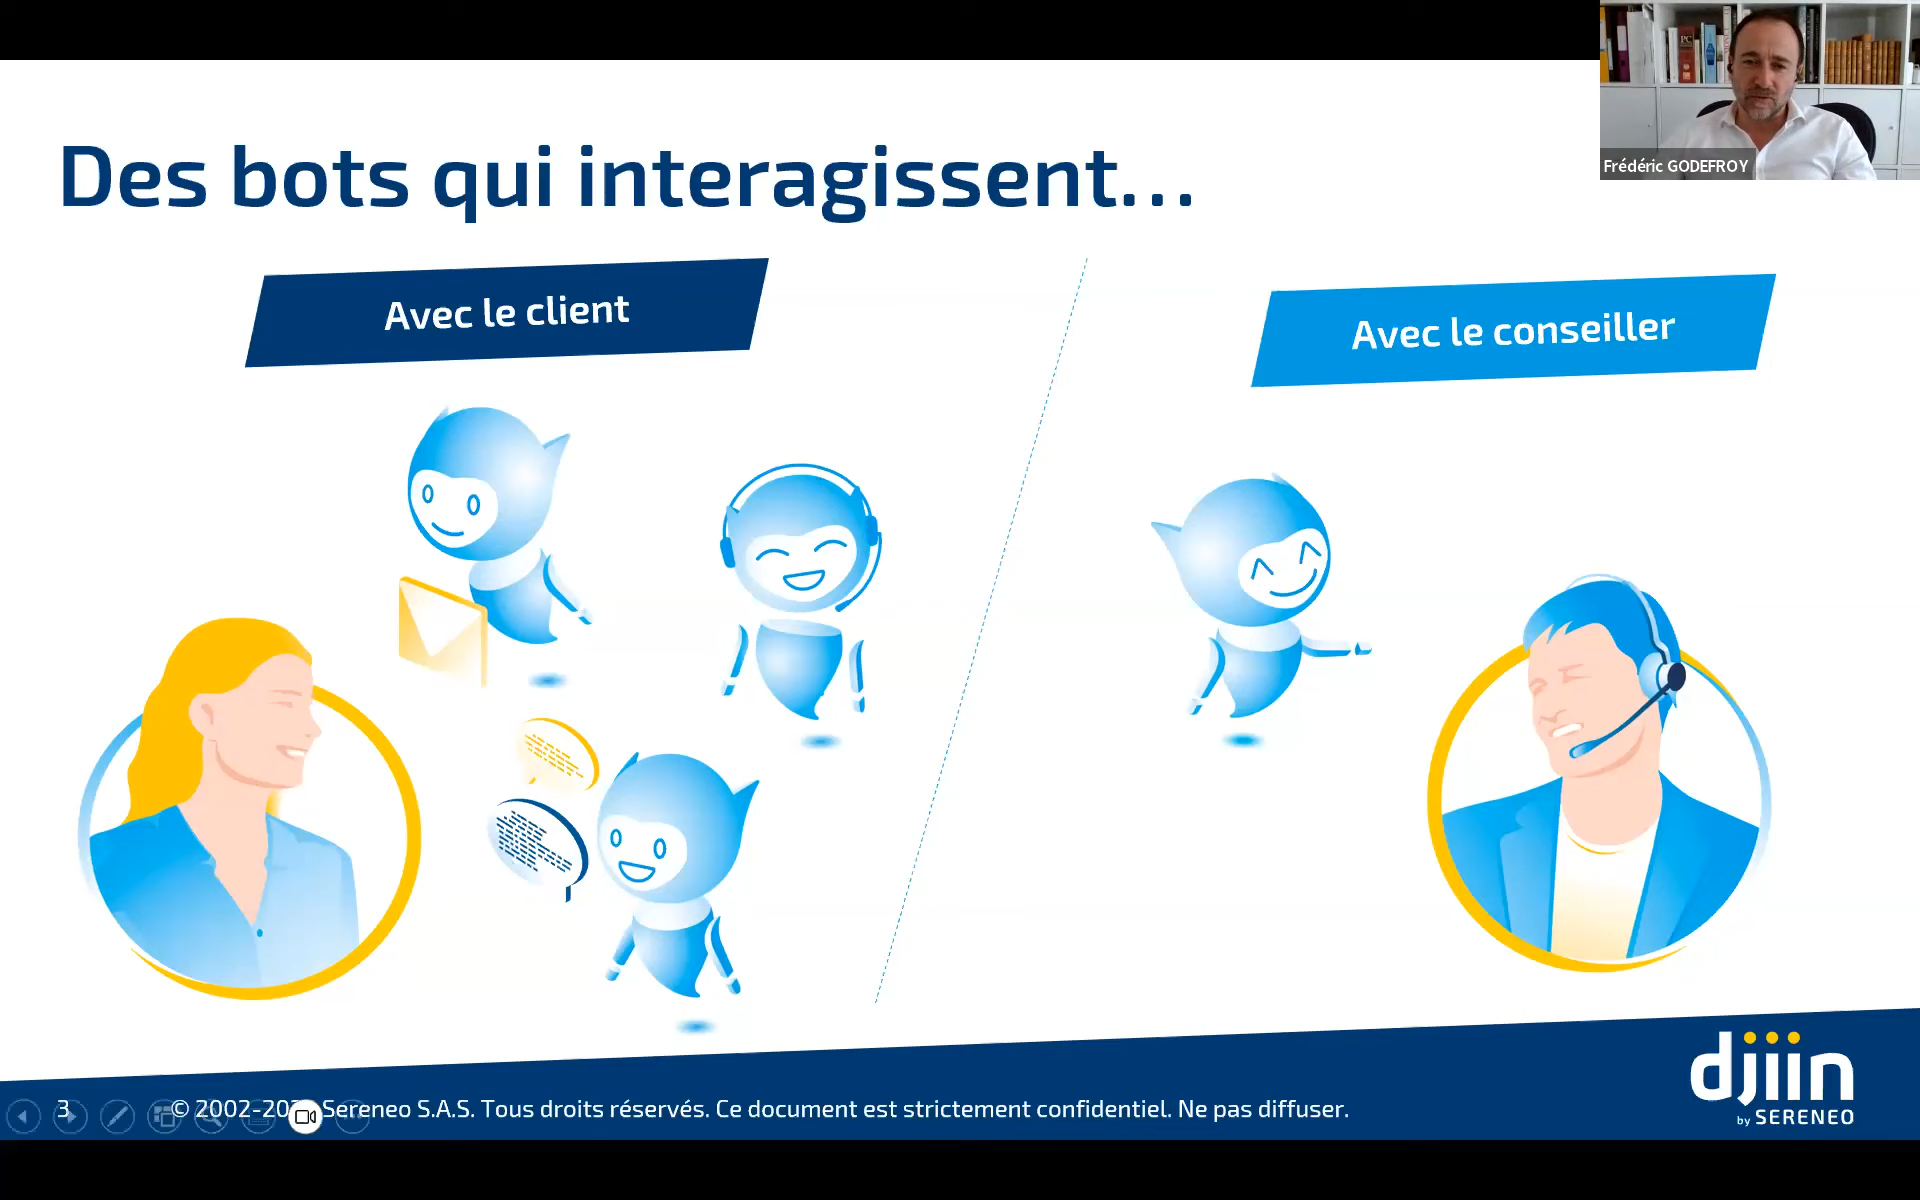 Des bots qui interagissent...
Frédéric GODEFROY
Avec le client
Avec le conseiller
3
© 2002-20 Sereneo S.A.S. Tous droits réservés. Ce document est strictement confidentiel. Ne pas diffuser.
djiin
by SERENEO